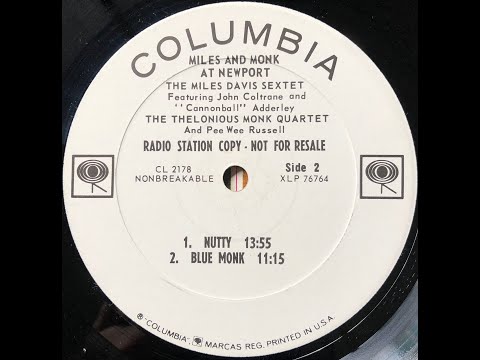 COLUMBIA
MILES AND MONK
AT NEWPORT
THE MILES DAVIS SEXTET
Featuring John Coltrane and
"Cannonball" Adderley
THE THELONIOUS MONK QUARTET
And Pee Wee Russell
RADIO STATION COPY - NOT FOR RESALE
CL 2178 Side 2
NONBREAKABLE XLP 76764
1. NUTTY 13:55
2. BLUE MONK 11:15
® "COLUMBIA", MARCAS REG. PRINTED IN U.S.A.